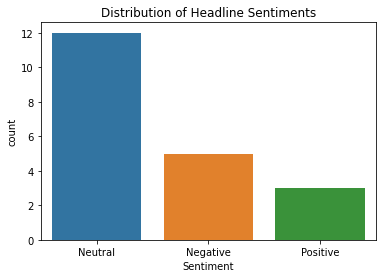 Distribution of Headline Sentiments
count
12
10
8
6
4
2
0
Neutral Negative Positive
Sentiment